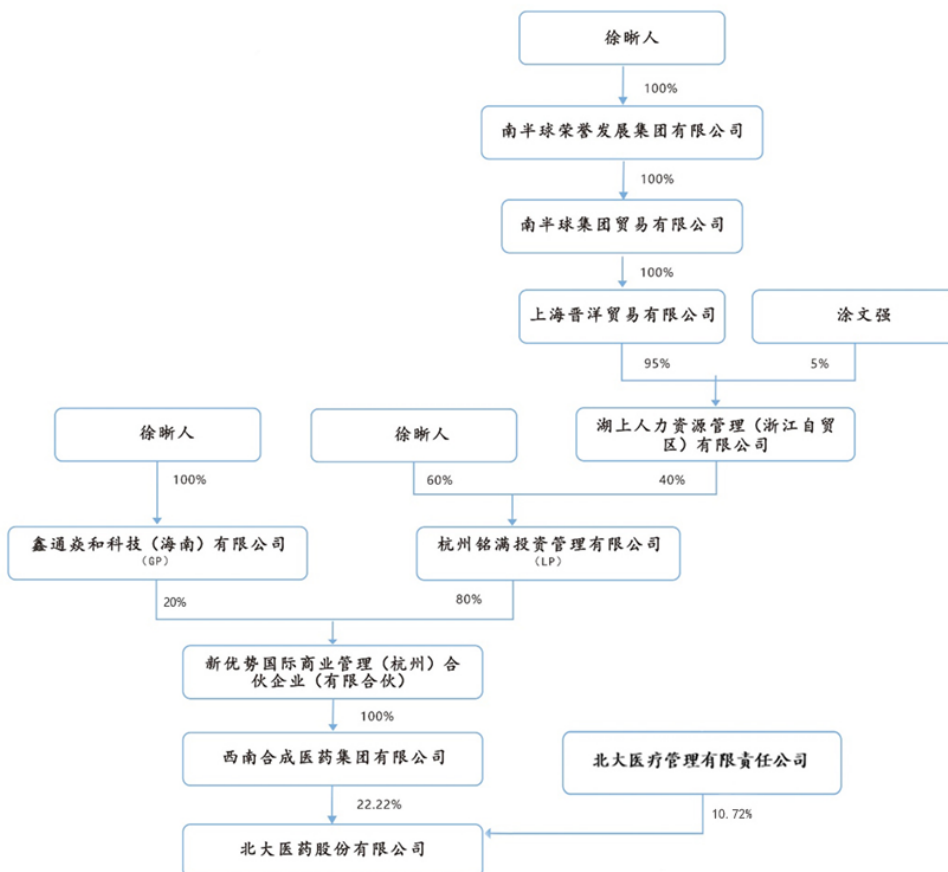 徐晰人
100%
南半球荣誉发展集团有限公司
100%
南半球集团贸易有限公司
100%
上海晋洋贸易有限公司
涂文强
95%
5%
湖上人力资源管理（浙江自贸
区）有限公司
徐晰人
徐晰人
100%
60%
40%
鑫通焱和科技（海南）有限公司
（GP）
杭州铭满投资管理有限公司
（LP）
20%
80%
新优势国际商业管理（杭州）合
伙企业（有限合伙）
100%
西南合成医药集团有限公司
北大医疗管理有限责任公司
22.22%
10.72%
北大医药股份有限公司